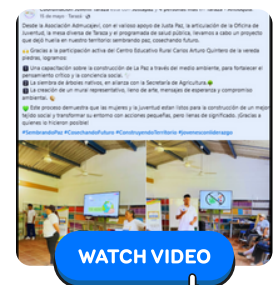 15 de mayo · Tarazá
Desde la Asociación Asmucajevi, con el valioso apoyo de Justa Paz, la articulación de la Oficina de
Juventud, la mesa diversa de Tarazá y el programada de salud pública, llevamos a cabo un proyecto
que dejó huella en nuestro territorio: sembrando paz, cosechando futuro.
Gracias a la participación activa del Centro Educativo Rural Carlos Arturo Quintero de la vereda
piedras, logramos:
Una capacitación sobre la construcción de La Paz a través del medio ambiente, para fortalecer el
pensamiento crítico y la conciencia social.
La siembra de árboles nativos, en alianza con la Secretaría de Agricultura.
La creación de un mural representativo, lleno de arte, mensajes de esperanza y compromiso
ambiental.
Este proceso demuestra que las mujeres y la juventud están listos para la construcción de un mejor
tejido social y transformar su entorno con acciones pequeñas, pero llenas de significado. ¡Gracias a
quienes lo hicieron posible!
#SembrandoPaz #CosechandoFuturo #ConstruyendoTerritorio #jovenesconliderazgo
WATCH VIDEO